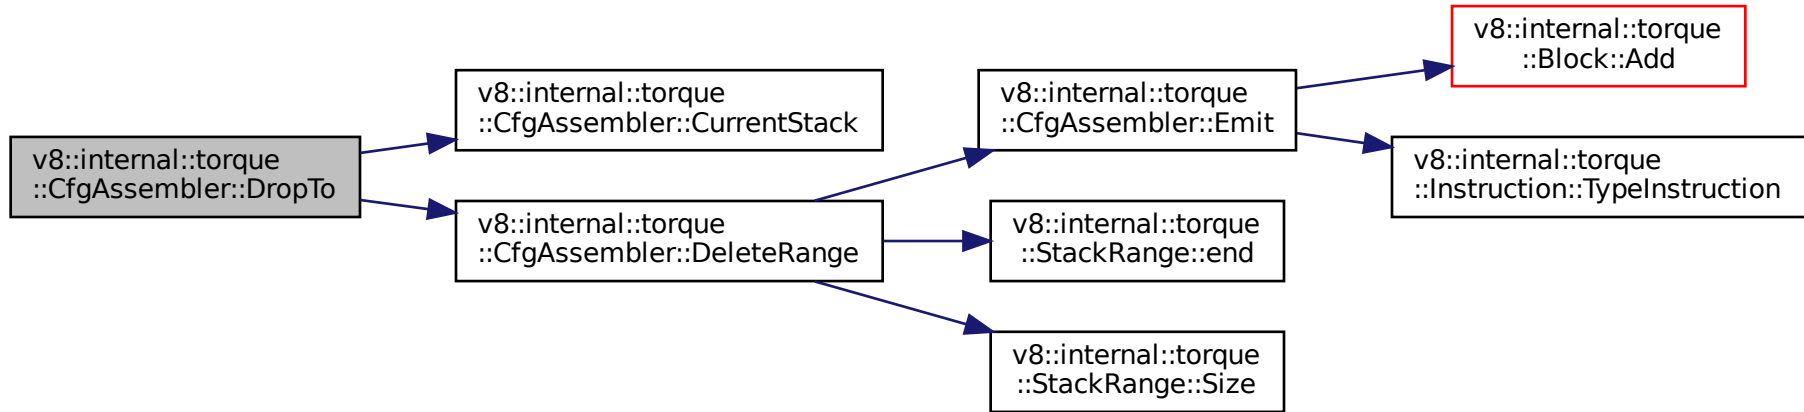 v8::internal::torque
::CfgAssembler::DropTo
v8::internal::torque
::CfgAssembler::CurrentStack
v8::internal::torque
::CfgAssembler::DeleteRange
v8::internal::torque
::CfgAssembler::Emit
v8::internal::torque
::StackRange::end
v8::internal::torque
::StackRange::Size
v8::internal::torque
::Block::Add
v8::internal::torque
::Instruction::TypeInstruction